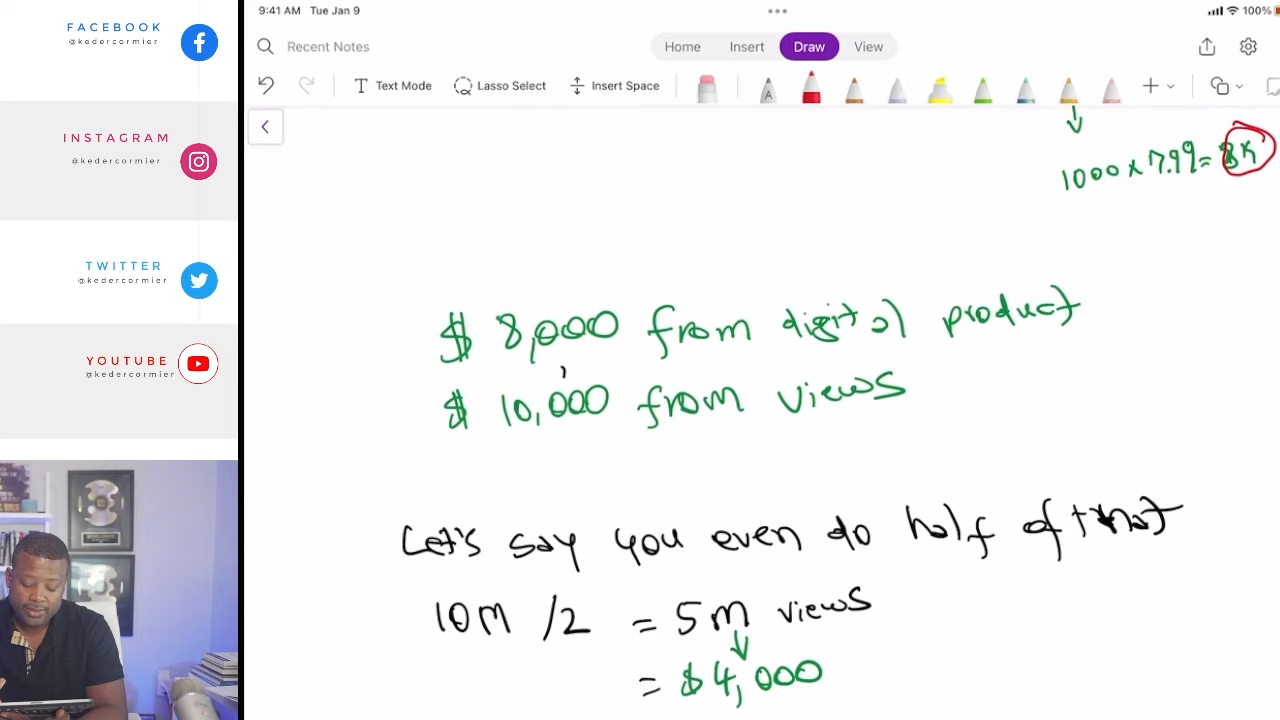 FACEBOOK
@kedercormier
INSTAGRAM
@kedercormier
TWITTER
@kedercormier
YOUTUBE
@kedercormier
9:41 AM Tue Jan 9
100%
Recent Notes
Home Insert Draw View
Text Mode Lasso Select Insert Space
1000 x 7.99 = 8K
$ 8,000 from digital product
$ 10,000 from views
Let's say you even do half of that
10M /2 = 5M views
= $4,000